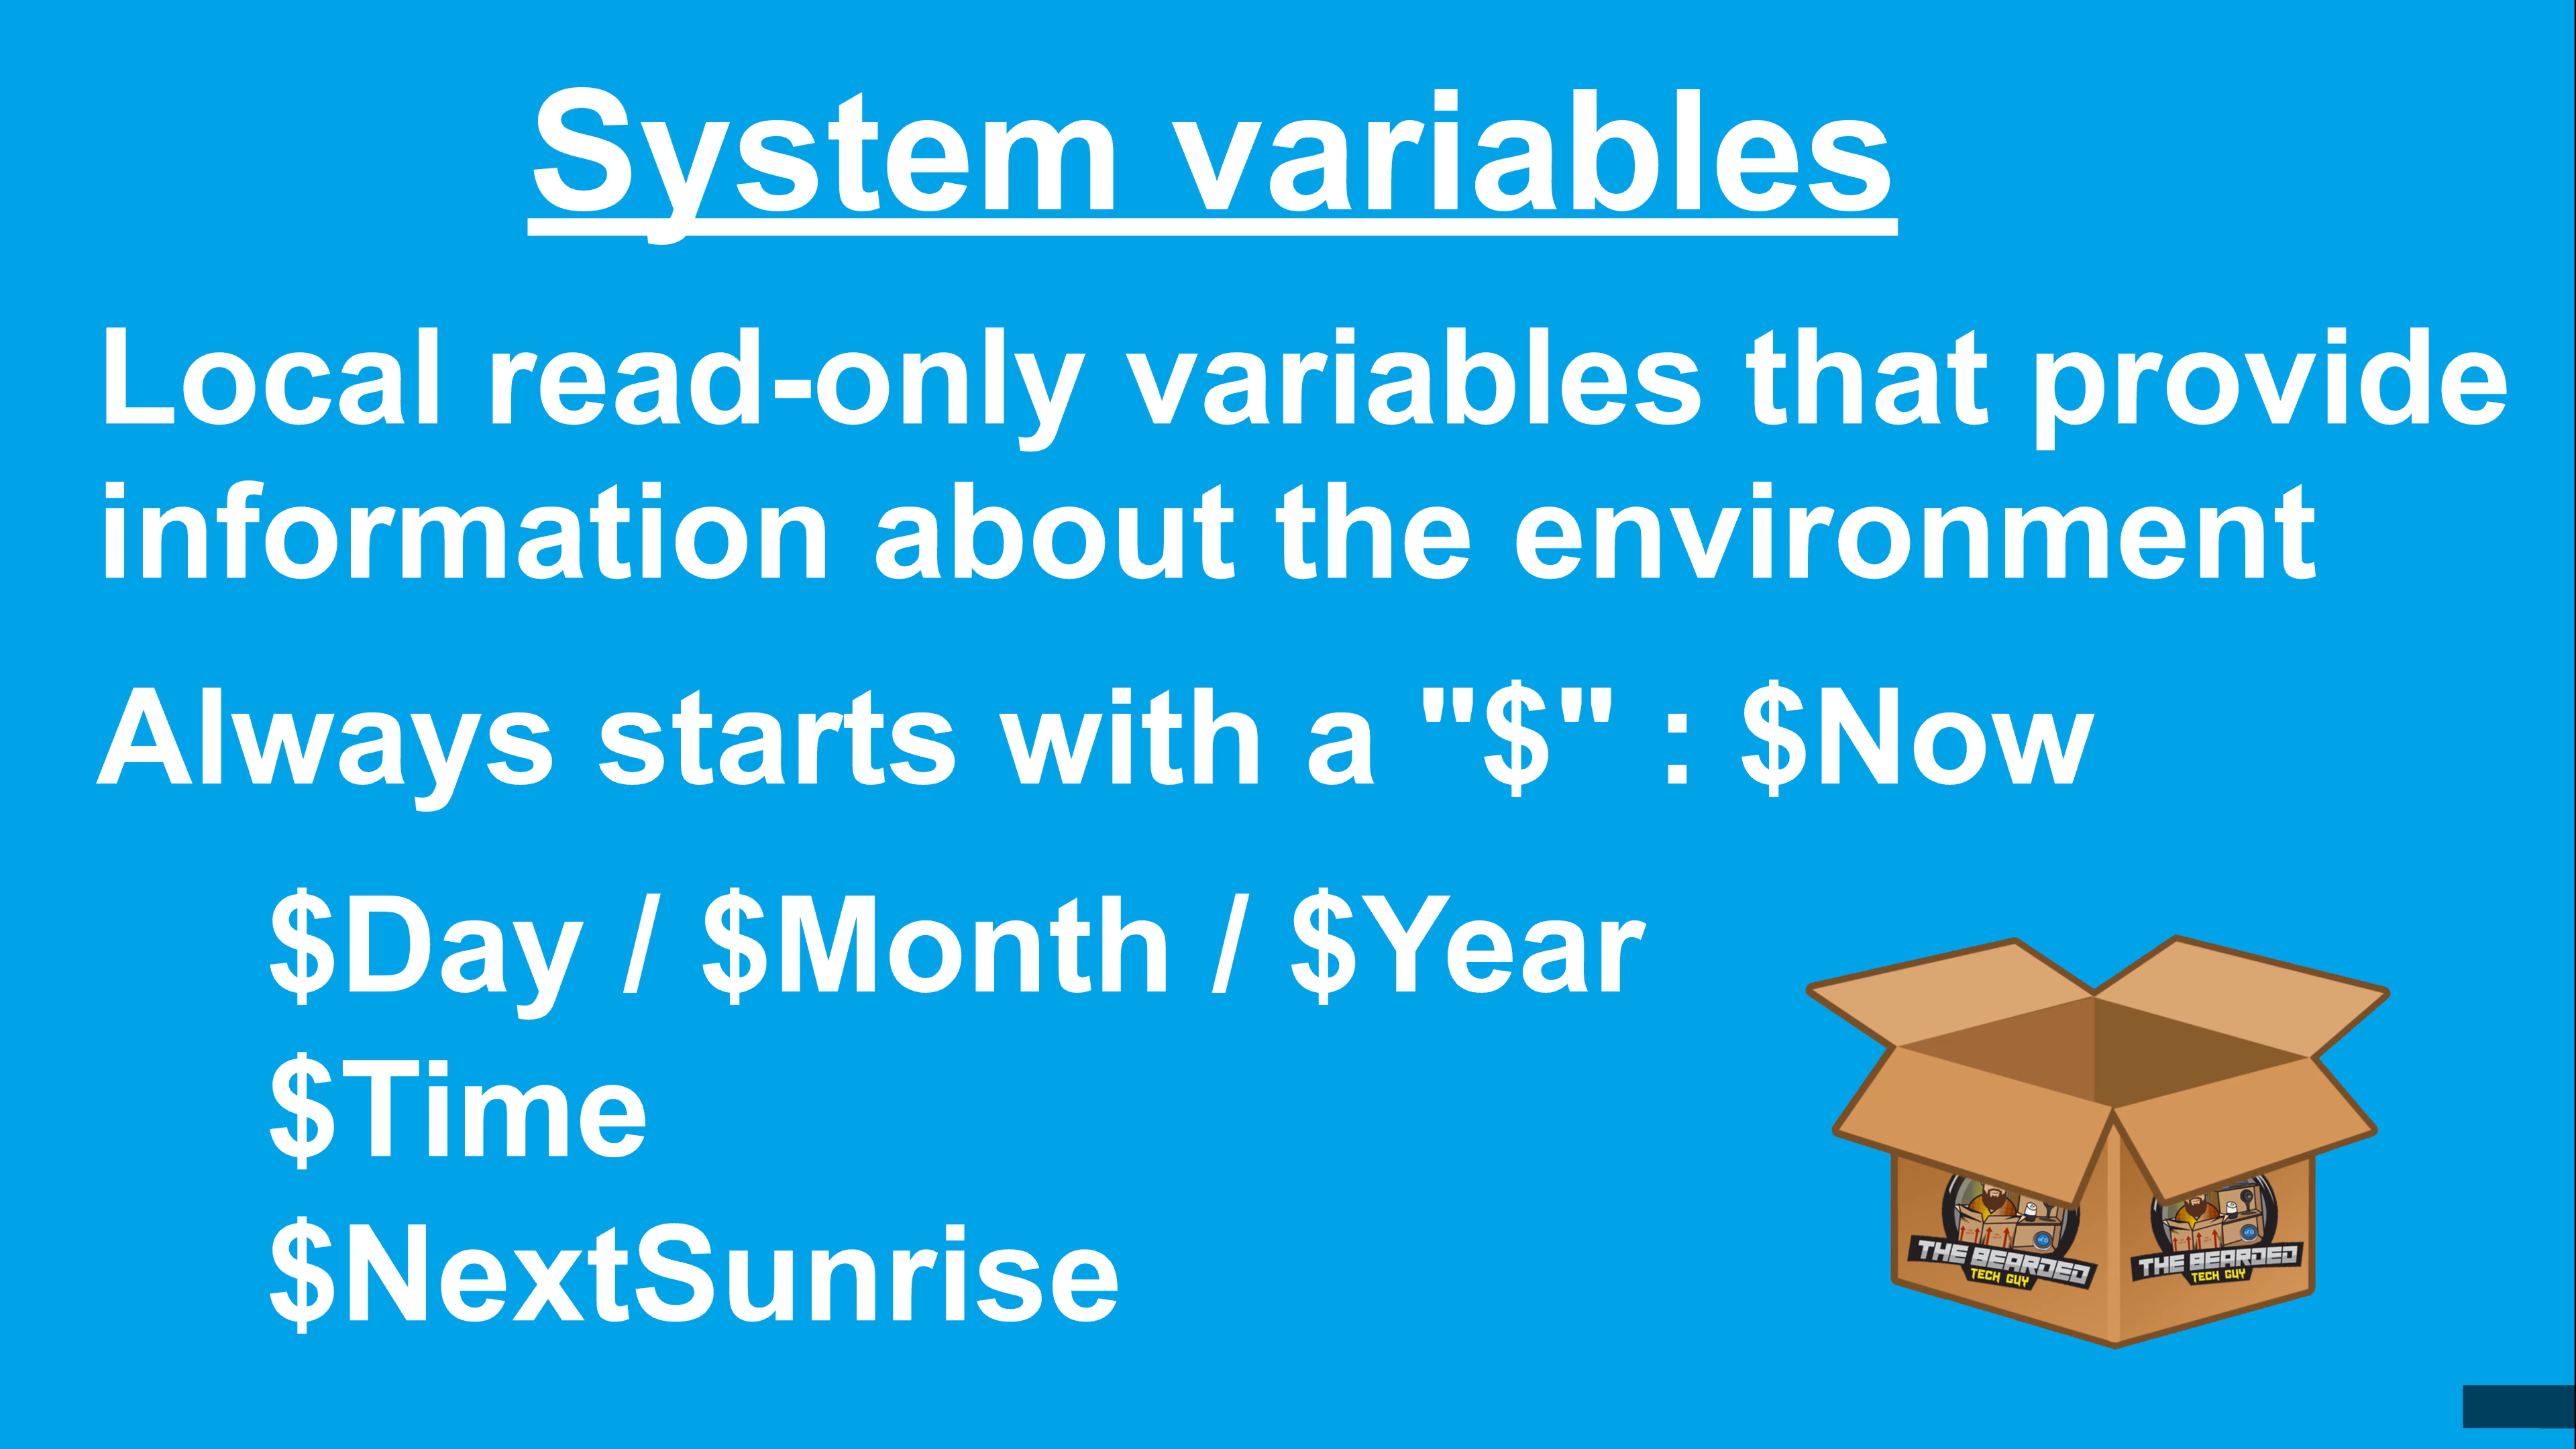 System variables
Local read-only variables that provide
information about the environment
Always starts with a "$" : $Now
$Day / $Month / $Year
$Time
$NextSunrise
THE BEARDED
TECH GUY
THE BEARDED
TECH GUY